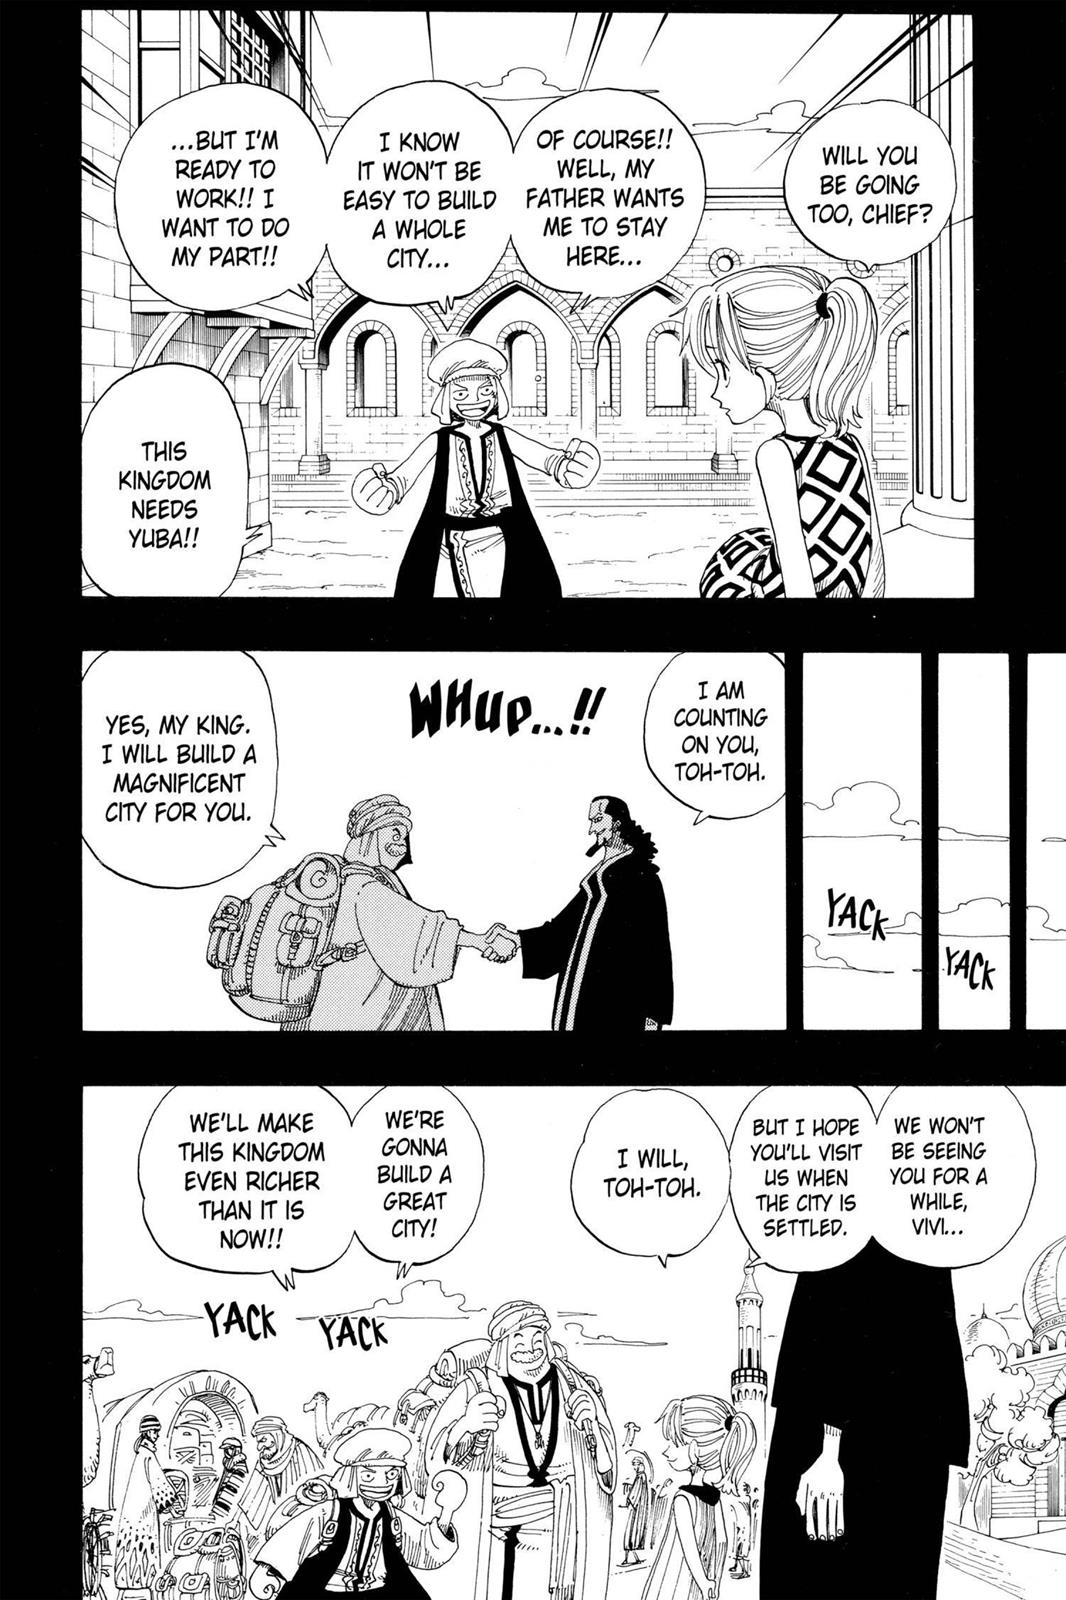 WILL YOU
BE GOING
TOO, CHIEF?
OF COURSE!!
WELL, MY
FATHER WANTS
ME TO STAY
HERE...
I KNOW
IT WON'T BE
EASY TO BUILD
A WHOLE
CITY...
...BUT I'M
READY TO
WORK!! I
WANT TO DO
MY PART!!
THIS
KINGDOM
NEEDS
YUBA!!
YACK
YACK
I AM
COUNTING
ON YOU,
TOH-TOH.
WHUP...!!
YES, MY KING.
I WILL BUILD A
MAGNIFICENT
CITY FOR YOU.
WE WON'T
BE SEEING
YOU FOR A
WHILE,
VIVI...
BUT I HOPE
YOU'LL VISIT
US WHEN
THE CITY IS
SETTLED.
I WILL,
TOH-TOH.
WE'RE
GONNA
BUILD A
GREAT
CITY!
WE'LL MAKE
THIS KINGDOM
EVEN RICHER
THAN IT IS
NOW!!
YACK
YACK